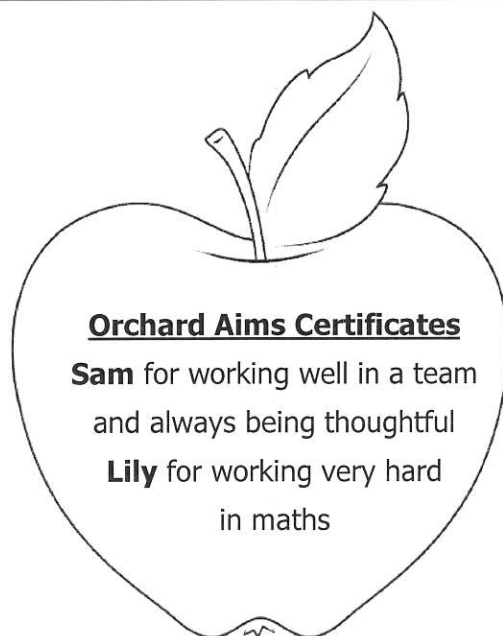 Orchard Aims Certificates
Sam for working well in a team
and always being thoughtful
Lily for working very hard
in maths